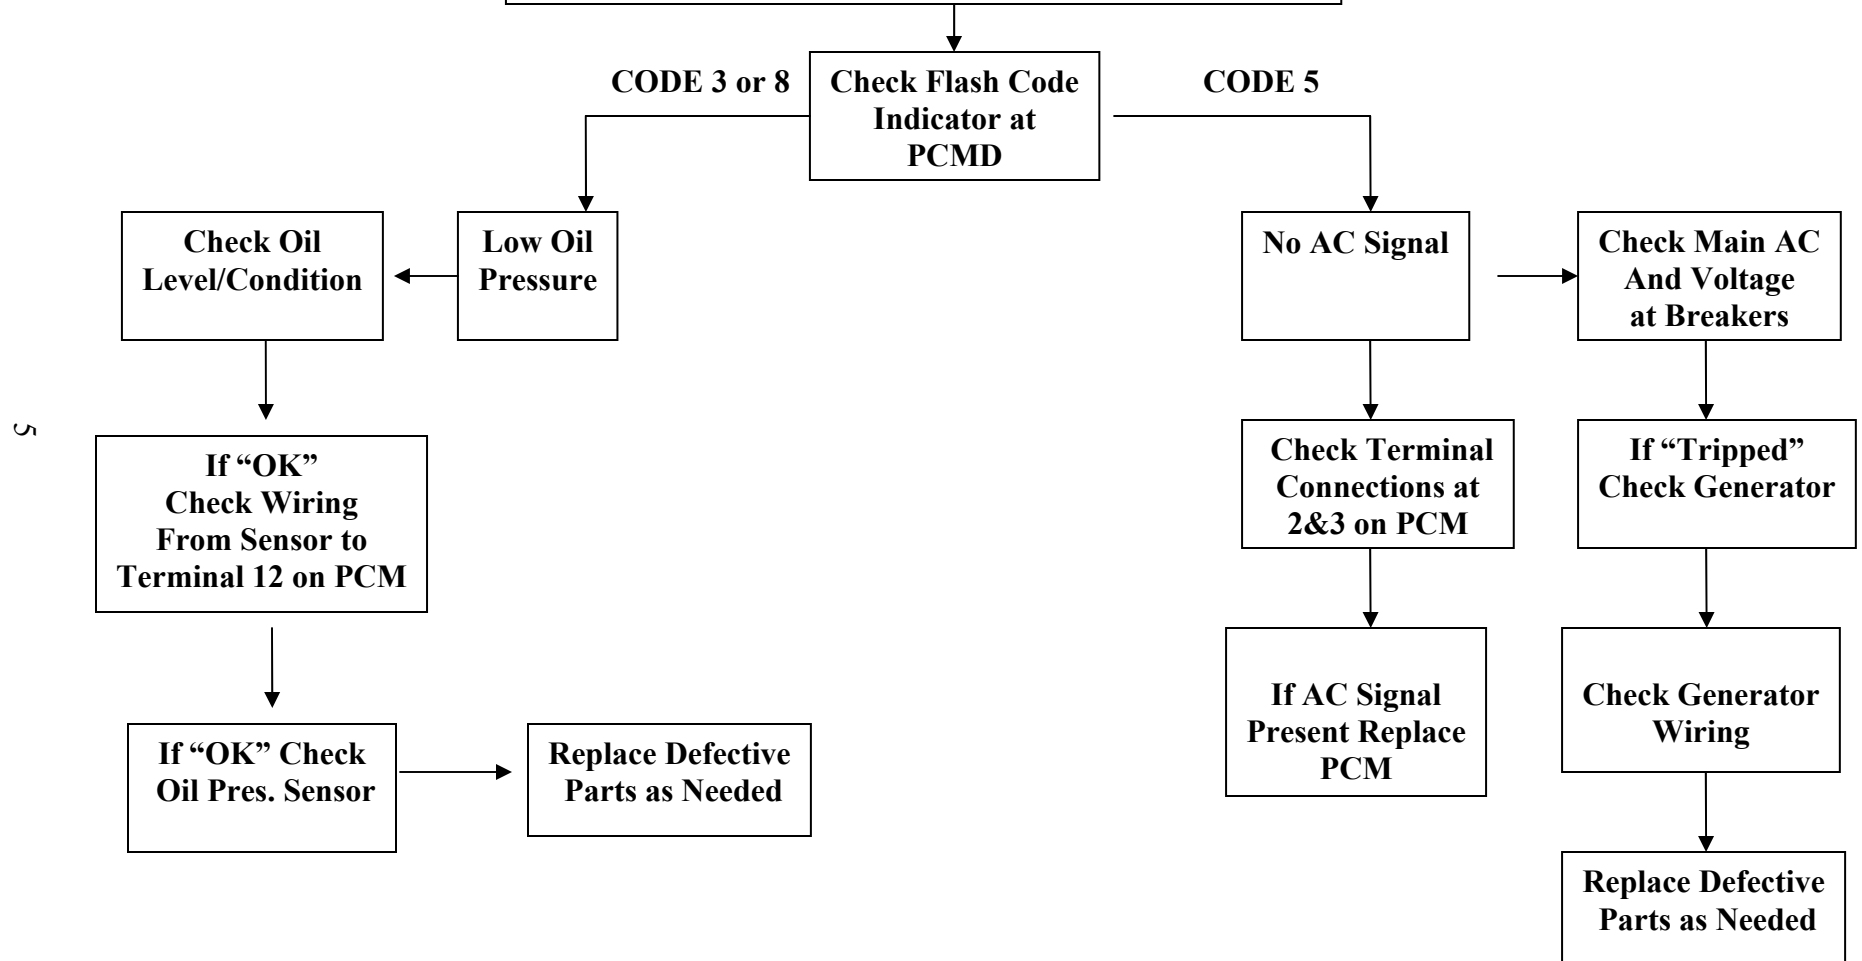 CODE 3 or 8
Check Flash Code
Indicator at
PCMD
CODE 5
Check Oil
Level/Condition
Low Oil
Pressure
No AC Signal
Check Main AC
And Voltage
at Breakers
5
If “OK”
Check Wiring
From Sensor to
Terminal 12 on PCM
Check Terminal
Connections at
2&3 on PCM
If “Tripped”
Check Generator
If “OK” Check
Oil Pres. Sensor
Replace Defective
Parts as Needed
If AC Signal
Present Replace
PCM
Check Generator
Wiring
Replace Defective
Parts as Needed